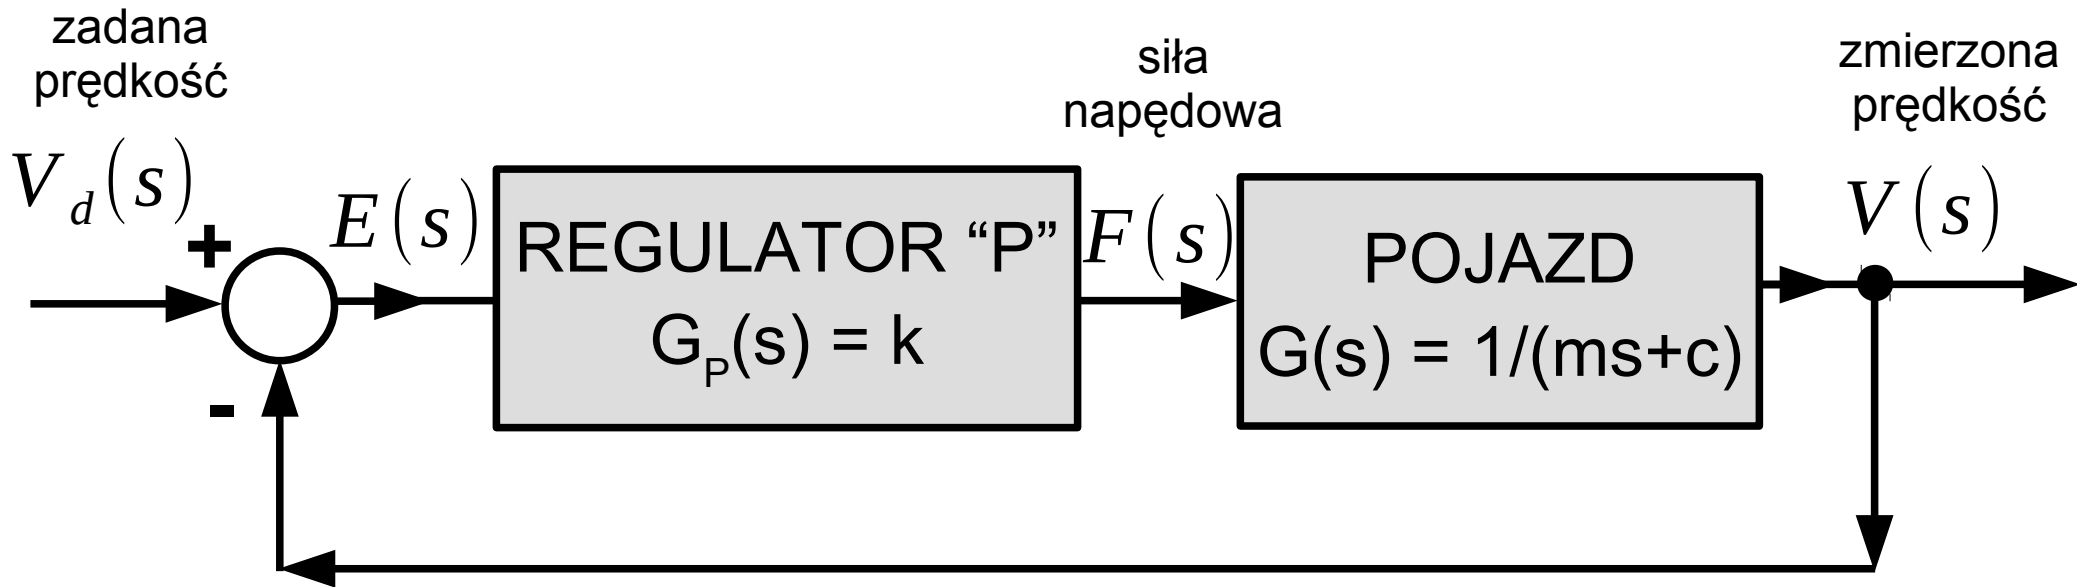 zadana
prędkość
siła
napędowa
zmierzona
prędkość
V_d(s)
+
E(s)
REGULATOR “P”
G_P(s) = k
F(s)
POJAZD
G(s) = 1/(ms+c)
V(s)
-